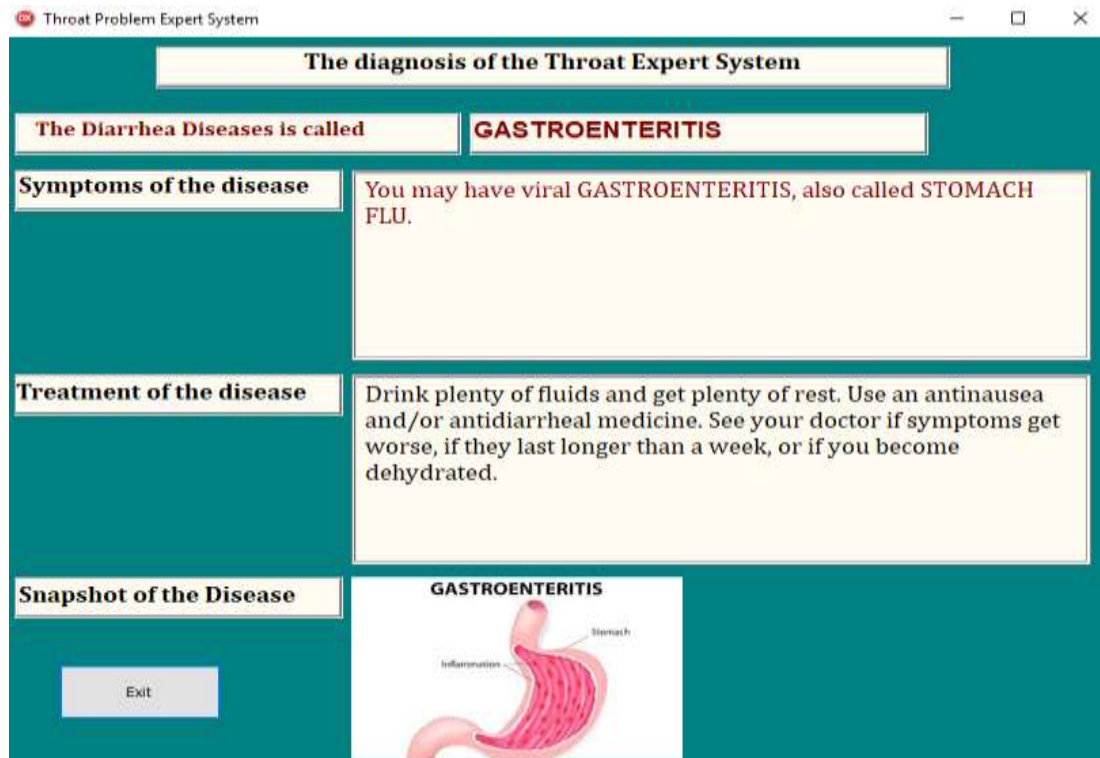 Throat Problem Expert System
The diagnosis of the Throat Expert System
The Diarrhea Diseases is called
GASTROENTERITIS
Symptoms of the disease
You may have viral GASTROENTERITIS, also called STOMACH
FLU.
Treatment of the disease
Drink plenty of fluids and get plenty of rest. Use an antinausea
and/or antidiarrheal medicine. See your doctor if symptoms get
worse, if they last longer than a week, or if you become
dehydrated.
Snapshot of the Disease
GASTROENTERITIS
Stomach
Inflammation
Exit